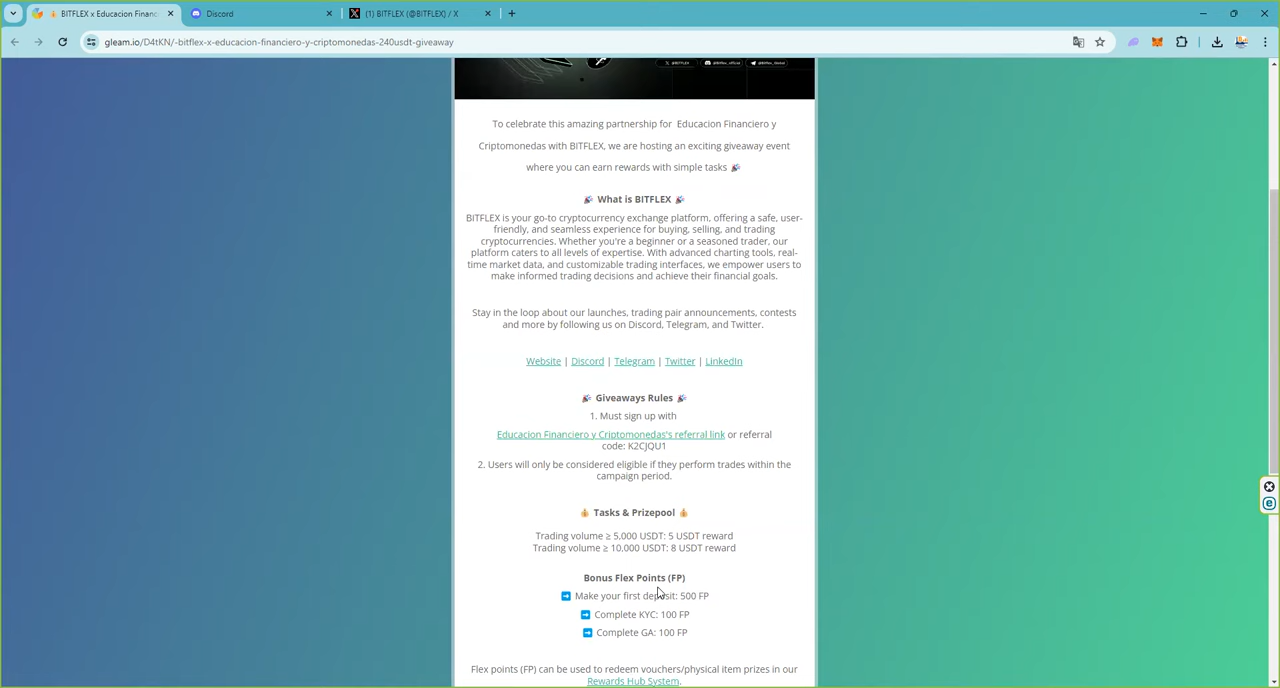 BITFLEX x Educacion Financ
Discord
(1) BITFLEX (@BITFLEX) / X
gleam.io/D4tKN/-bitflex-x-educacion-financiero-y-criptomonedas-240usdt-giveaway
@BITFLEX
@Bitflex_official
To celebrate this amazing partnership for Educacion Financiero y
Criptomonedas with BITFLEX, we are hosting an exciting giveaway event
where you can earn rewards with simple tasks 🎉
🎉 What is BITFLEX 🎉
BITFLEX is your go-to cryptocurrency exchange platform, offering a safe, user-
friendly, and seamless experience for buying, selling, and trading
cryptocurrencies. Whether you're a beginner or a seasoned trader, our
platform caters to all levels of expertise. With advanced charting tools, real-
time market data, and customizable trading interfaces, we empower users to
make informed trading decisions and achieve their financial goals.
Stay in the loop about our launches, trading pair announcements, contests
and more by following us on Discord, Telegram, and Twitter.
Website | Discord | Telegram | Twitter | LinkedIn
🎉 Giveaways Rules 🎉
1. Must sign up with
Educacion Financiero y Criptomonedas's referral link or referral
code: K2CJQU1
2. Users will only be considered eligible if they perform trades within the
campaign period.
💰 Tasks & Prizepool 💰
Trading volume ≥ 5,000 USDT: 5 USDT reward
Trading volume ≥ 10,000 USDT: 8 USDT reward
Bonus Flex Points (FP)
➡️ Make your first deposit: 500 FP
➡️ Complete KYC: 100 FP
➡️ Complete GA: 100 FP
Flex points (FP) can be used to redeem vouchers/physical item prizes in our
Rewards Hub System.